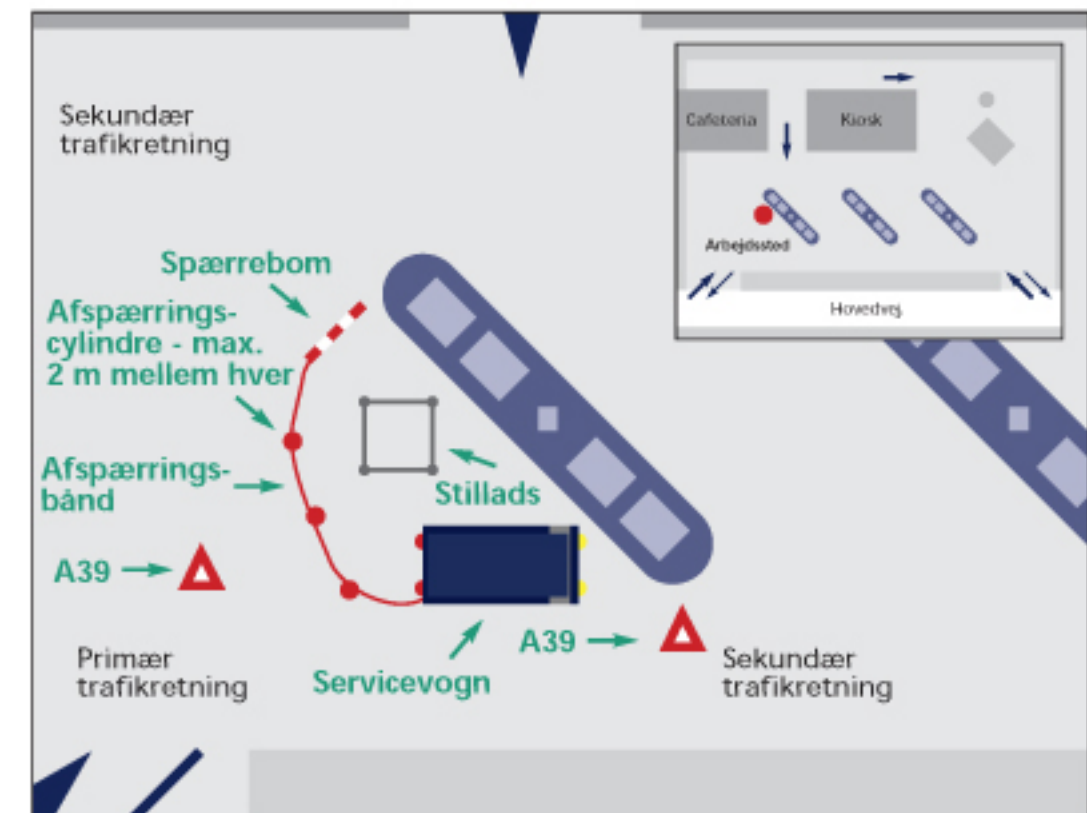 Sekundær
trafikretning
Cafeteria
Kiosk
Arbejdssted
Hovedvej
Spærrebom
Afspærrings-
cylindre - max.
2 m mellem hver
Afspærrings-
bånd
Stillads
A39
A39
Primær
trafikretning
Servicevogn
Sekundær
trafikretning